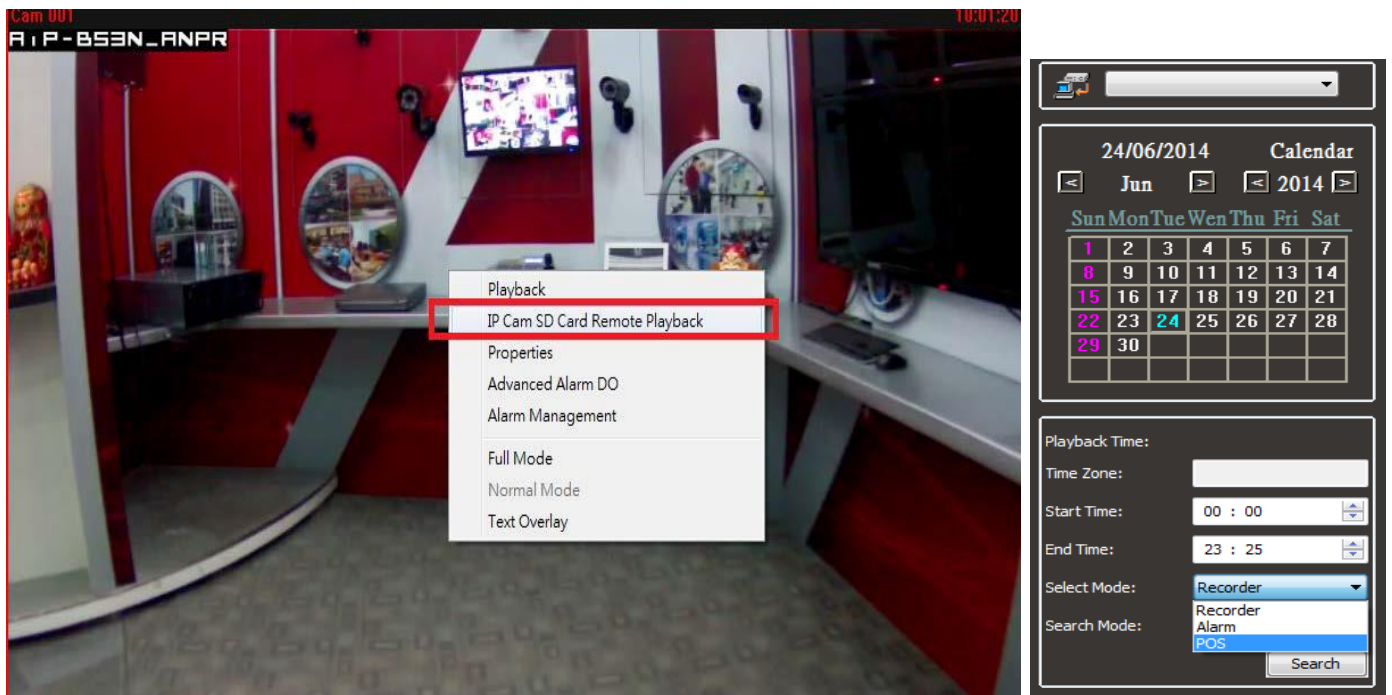 Cam 001 10:01:20
AiP-B53N_ANPR
Playback
IP Cam SD Card Remote Playback
Properties
Advanced Alarm DO
Alarm Management
Full Mode
Normal Mode
Text Overlay
24/06/2014 Calendar
< Jun > < 2014 >
Sun Mon Tue Wen Thu Fri Sat
1 2 3 4 5 6 7
8 9 10 11 12 13 14
15 16 17 18 19 20 21
22 23 24 25 26 27 28
29 30
Playback Time:
Time Zone:
Start Time: 00 : 00
End Time: 23 : 25
Select Mode: Recorder
Recorder
Search Mode: Alarm
POS
Search